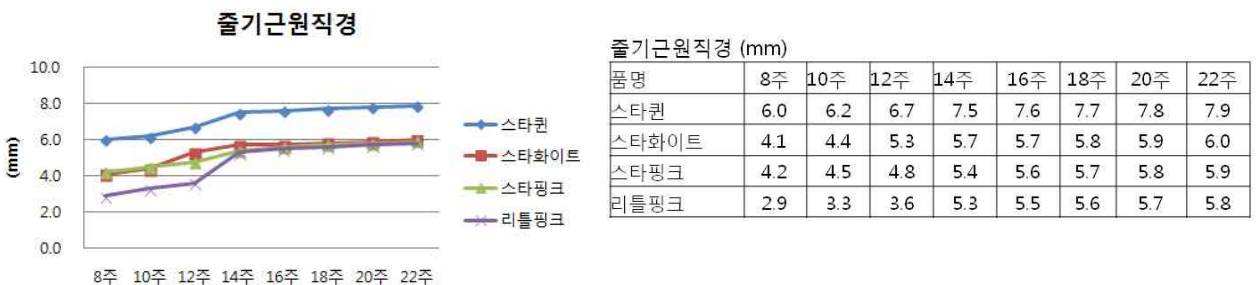 줄기근원직경
(mm)
10.0
8.0
6.0
4.0
2.0
0.0
8주 10주 12주 14주 16주 18주 20주 22주
스타퀸
스타화이트
스타핑크
리틀핑크
줄기근원직경 (mm)
품명 8주 10주 12주 14주 16주 18주 20주 22주
스타퀸 6.0 6.2 6.7 7.5 7.6 7.7 7.8 7.9
스타화이트 4.1 4.4 5.3 5.7 5.7 5.8 5.9 6.0
스타핑크 4.2 4.5 4.8 5.4 5.6 5.7 5.8 5.9
리틀핑크 2.9 3.3 3.6 5.3 5.5 5.6 5.7 5.8